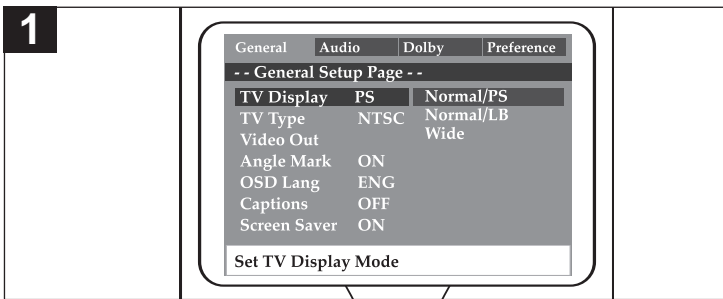 1
General Audio Dolby Preference
- - General Setup Page - -
TV Display PS Normal/PS
TV Type NTSC Normal/LB
Video Out Wide
Angle Mark ON
OSD Lang ENG
Captions OFF
Screen Saver ON
Set TV Display Mode